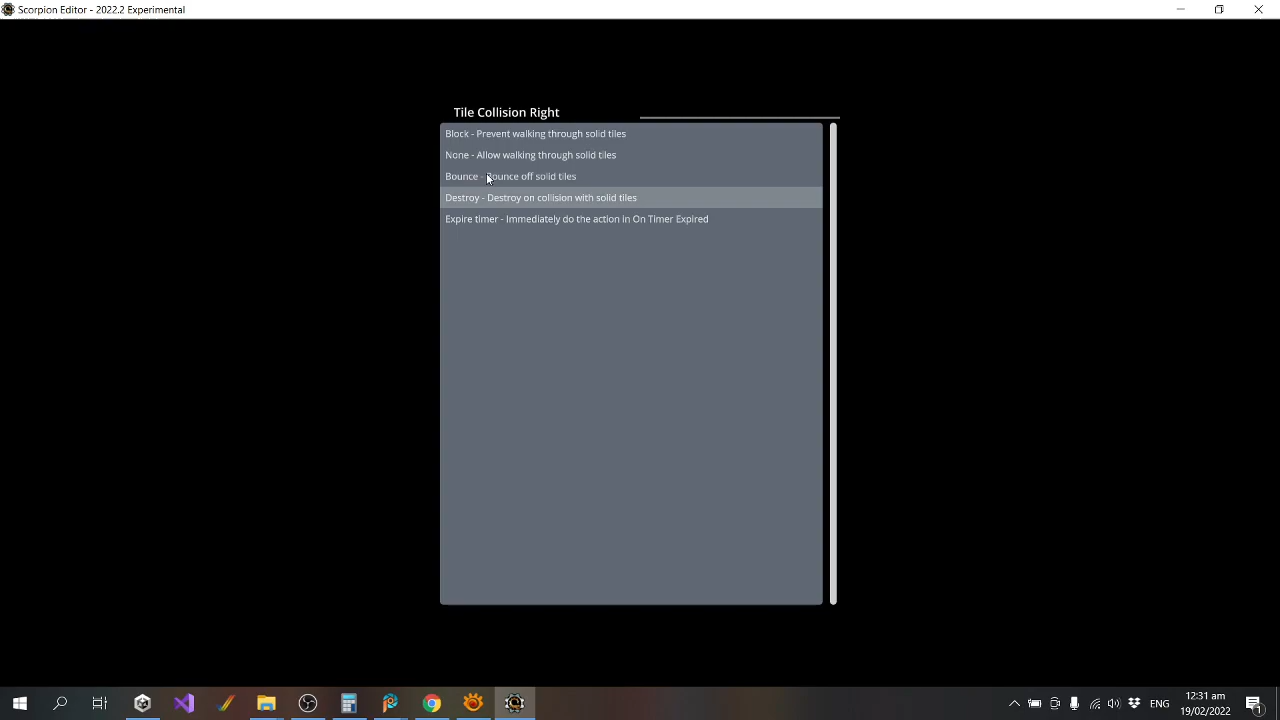 Scorpion Editor - 2022.2 Experimental
Tile Collision Right
Block - Prevent walking through solid tiles
None - Allow walking through solid tiles
Bounce - Bounce off solid tiles
Destroy - Destroy on collision with solid tiles
Expire timer - Immediately do the action in On Timer Expired
ENG
12:31 am
19/02/2022
1